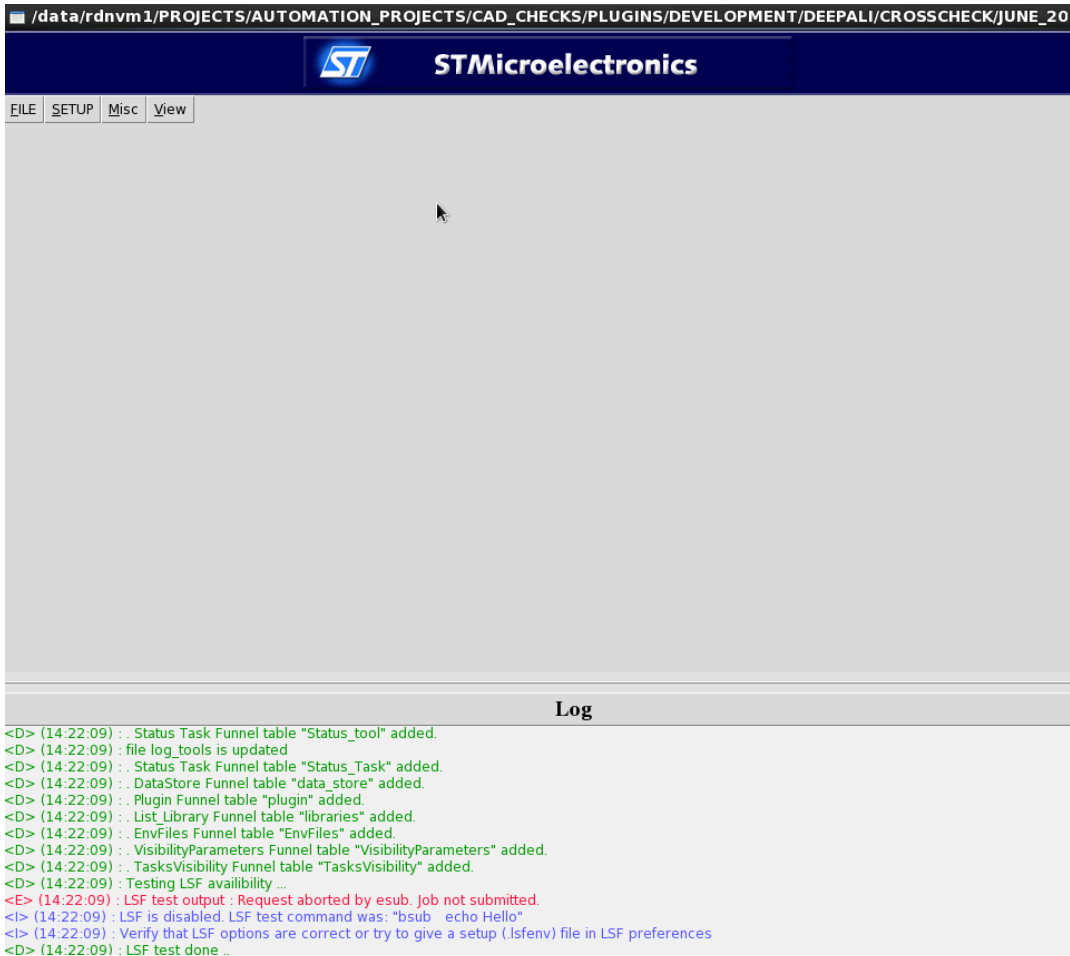 /data/rdnvm1/PROJECTS/AUTOMATION_PROJECTS/CAD_CHECKS/PLUGINS/DEVELOPMENT/DEEPALI/CROSSCHECK/JUNE_20
ST STMicroelectronics
FILE SETUP Misc View
Log
<D> (14:22:09) : . Status Task Funnel table "Status_tool" added.
<D> (14:22:09) : file log_tools is updated
<D> (14:22:09) : . Status Task Funnel table "Status_Task" added.
<D> (14:22:09) : . DataStore Funnel table "data_store" added.
<D> (14:22:09) : . Plugin Funnel table "plugin" added.
<D> (14:22:09) : . List_Library Funnel table "libraries" added.
<D> (14:22:09) : . EnvFiles Funnel table "EnvFiles" added.
<D> (14:22:09) : . VisibilityParameters Funnel table "VisibilityParameters" added.
<D> (14:22:09) : . TasksVisibility Funnel table "TasksVisibility" added.
<D> (14:22:09) : Testing LSF availibility ...
<E> (14:22:09) : LSF test output : Request aborted by esub. Job not submitted.
<I> (14:22:09) : LSF is disabled. LSF test command was: "bsub   echo Hello"
<I> (14:22:09) : Verify that LSF options are correct or try to give a setup (.lsfenv) file in LSF preferences
<D> (14:22:09) : LSF test done ..